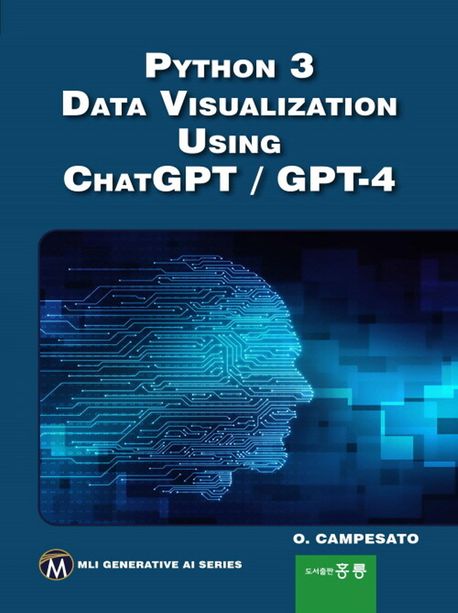 PYTHON 3
DATA VISUALIZATION
USING
CHATGPT / GPT-4
O. CAMPESATO
M MLI GENERATIVE AI SERIES
도서출판 홍릉